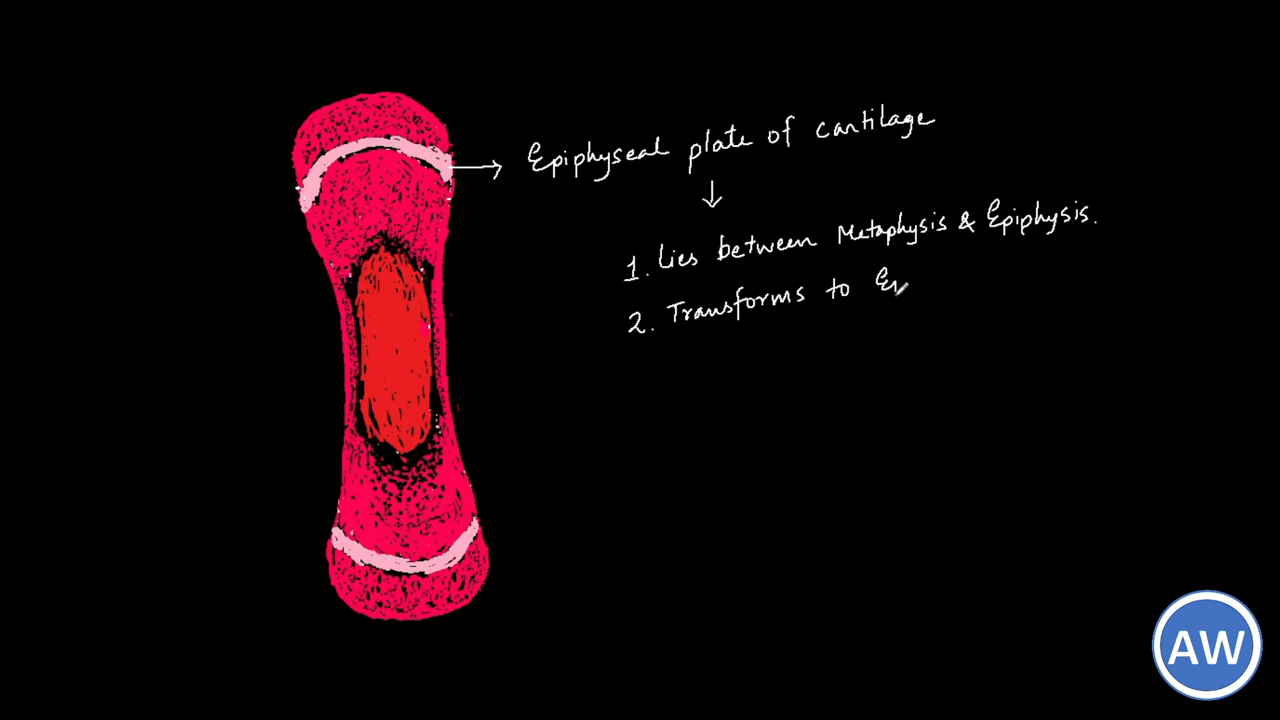 Epiphyseal plate of cartilage
1. Lies between Metaphysis & Epiphysis.
2. Transforms to
AW